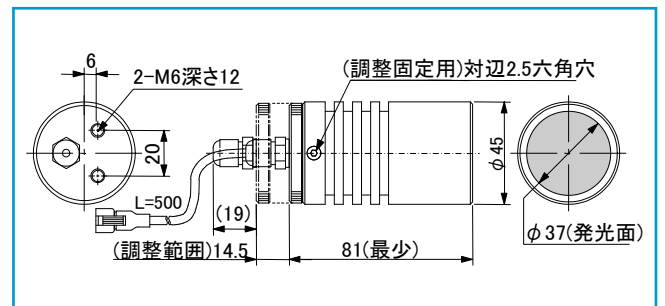 6
2-M6深さ12
(調整固定用)対辺2.5六角穴
20
φ45
L=500
(19)
φ37(発光面)
(調整範囲)14.5
81(最少)